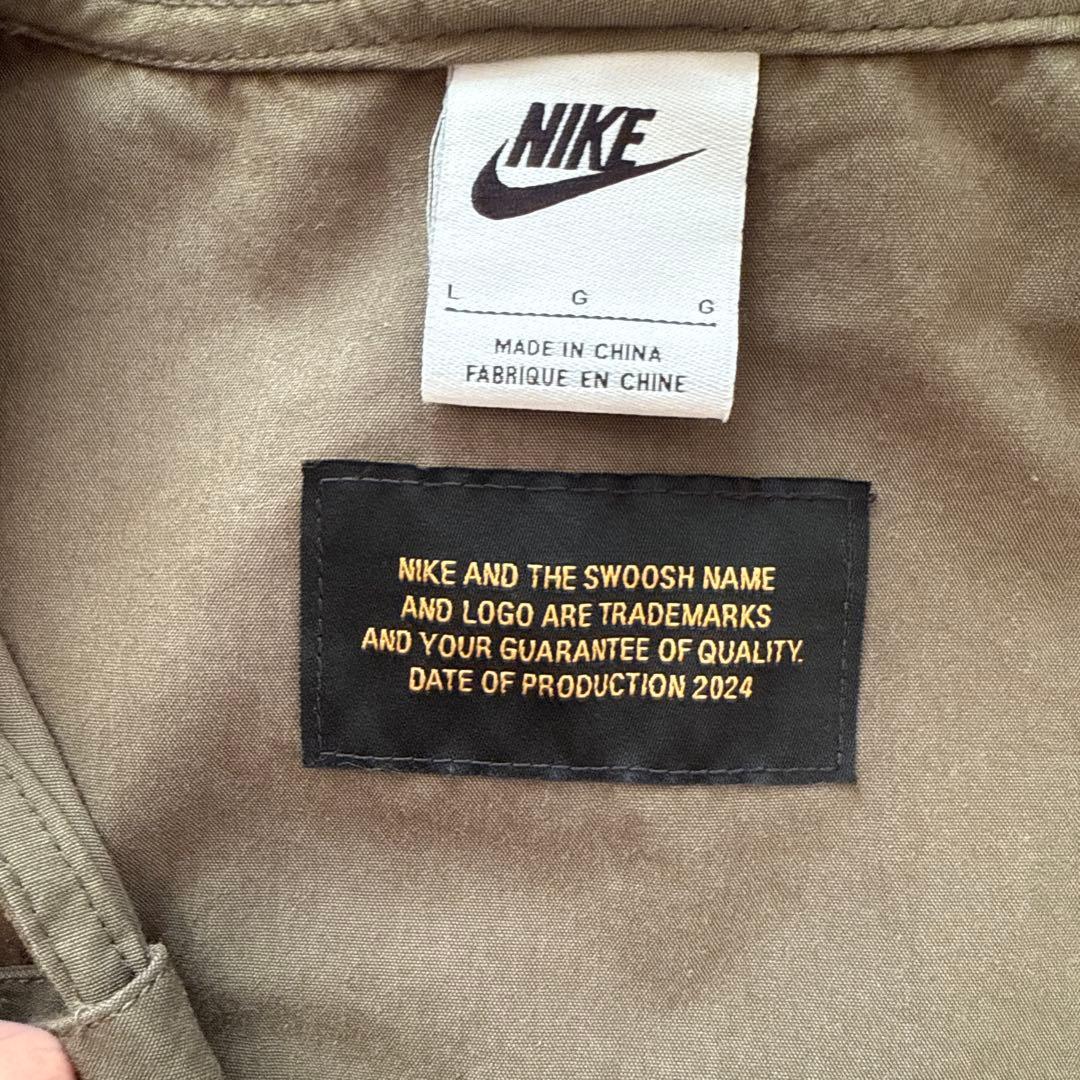 NIKE
L G G
MADE IN CHINA
FABRIQUE EN CHINE
NIKE AND THE SWOOSH NAME
AND LOGO ARE TRADEMARKS
AND YOUR GUARANTEE OF QUALITY.
DATE OF PRODUCTION 2024